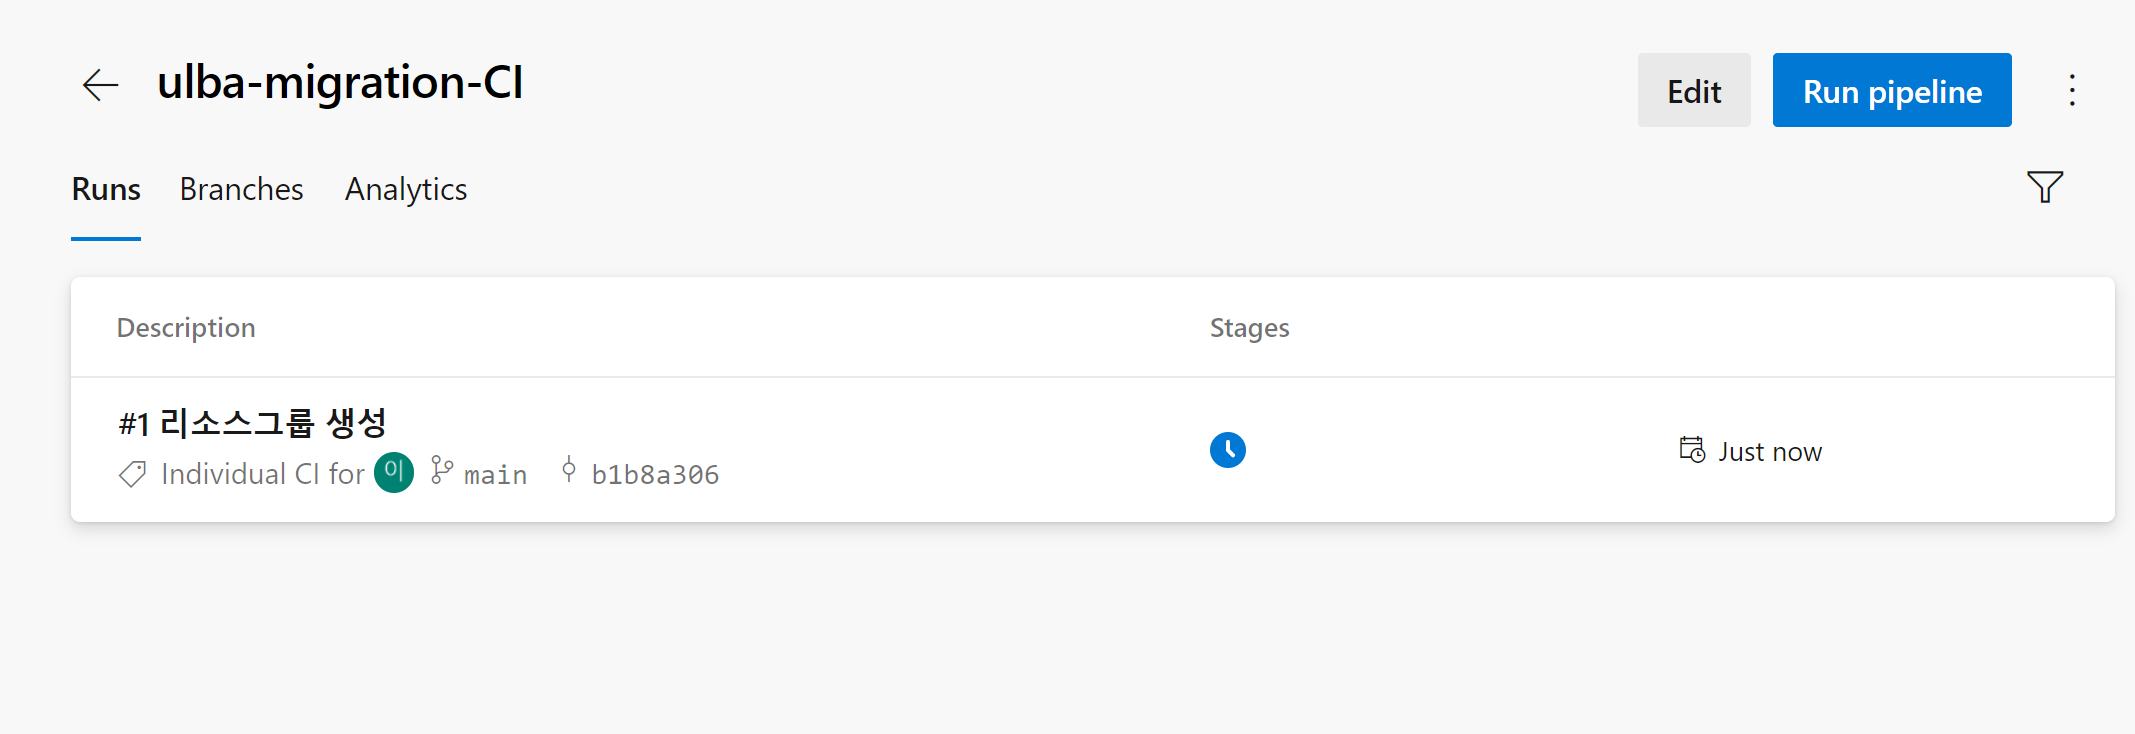 ulba-migration-CI
Edit
Run pipeline
Runs Branches Analytics
Description Stages
#1 리소스그룹 생성
Individual CI for 이 main b1b8a306
Just now